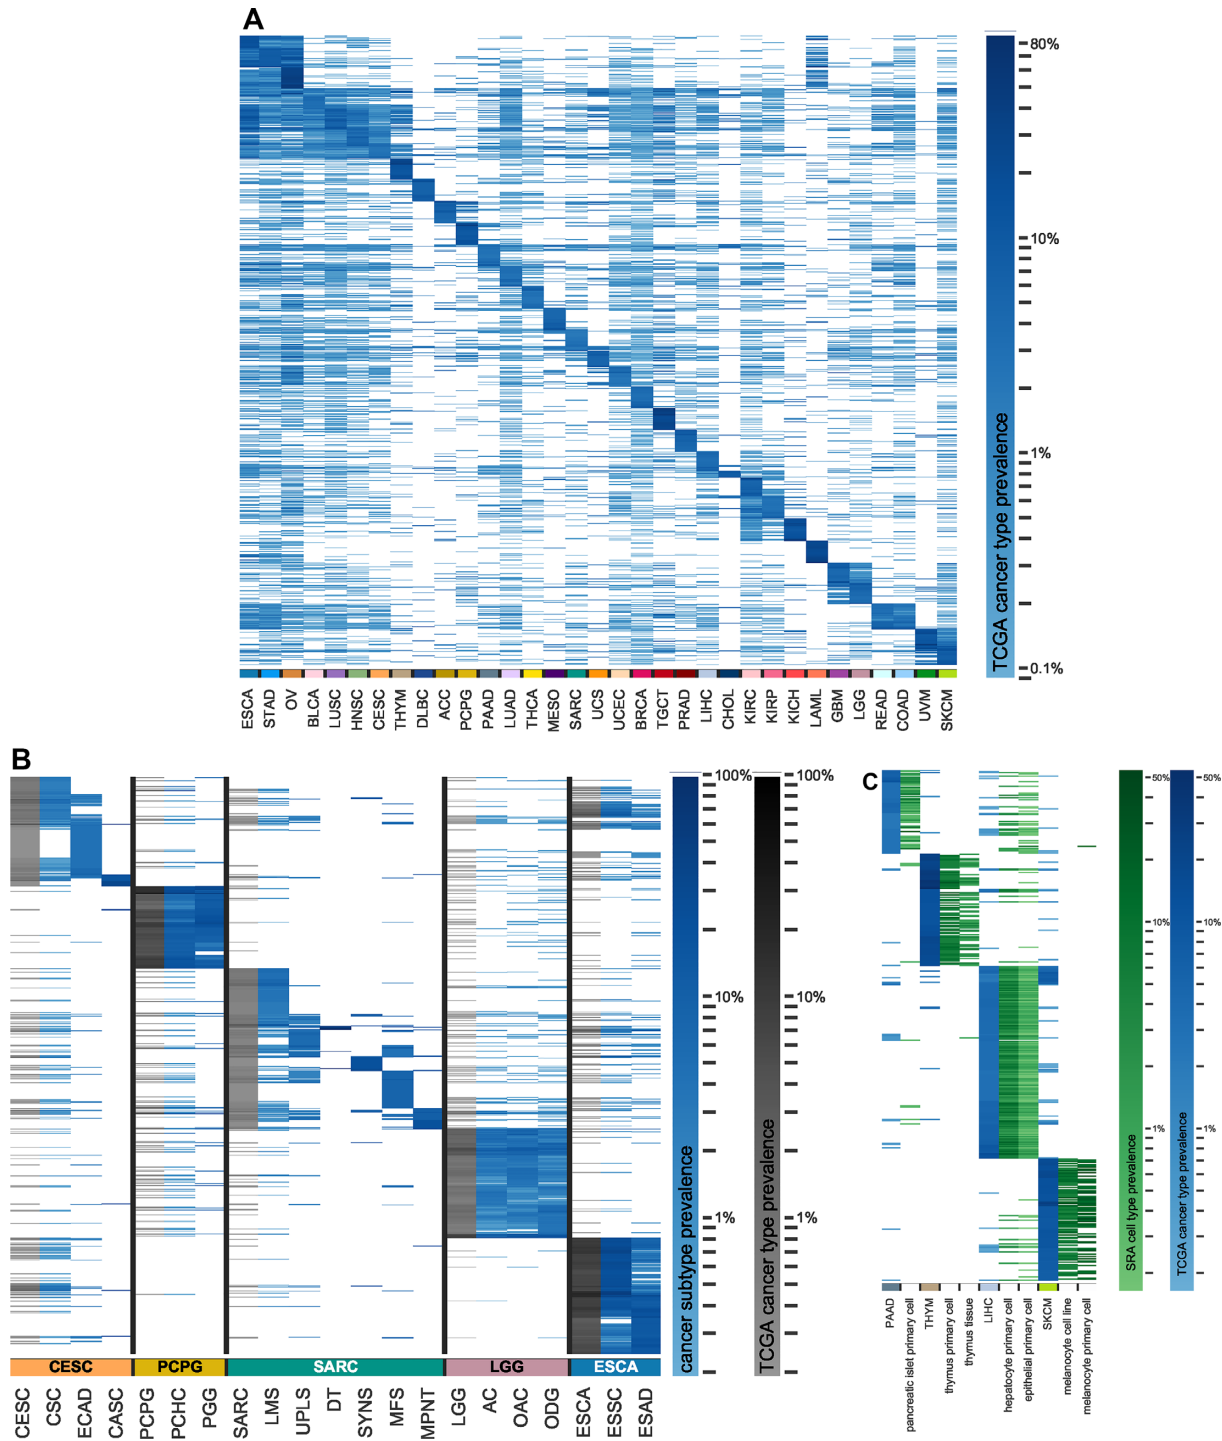 A
80%
10%
1%
0.1%
TCGA cancer type prevalence
ESCA
STAD
OV
BLCA
LUSC
HNSC
CESC
THYM
DLBC
ACC
PCPG
PAAD
LUAD
THCA
MESO
SARC
UCS
UCEC
BRCA
TGCT
PRAD
LIHC
CHOL
KIRC
KIRP
KICH
LAML
GBM
LGG
READ
COAD
UVM
SKCM
B
100%
10%
1%
cancer subtype prevalence
100%
10%
1%
TCGA cancer type prevalence
CESC
PCPG
SARC
LGG
ESCA
CESC
CSC
ECAD
CASC
PCPG
PCHC
PGG
SARC
LMS
UPLS
DT
SYNS
MFS
MPNT
LGG
AC
OAC
ODG
ESCA
ESSC
ESAD
C
50%
10%
1%
SRA cell type prevalence
50%
10%
1%
TCGA cancer type prevalence
PAAD
pancreatic islet primary cell
THYM
thymus primary cell
thymus tissue
LIHC
hepatocyte primary cell
epithelial primary cell
SKCM
melanocyte cell line
melanocyte primary cell